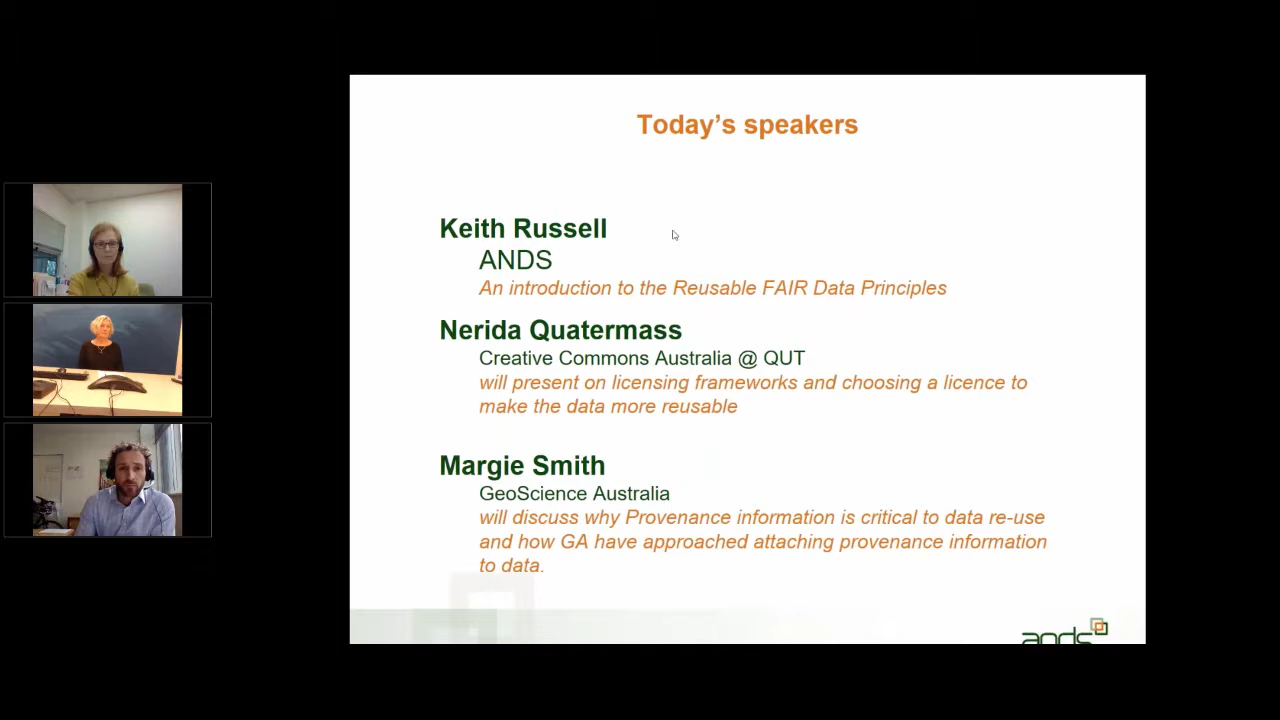 Today’s speakers
Keith Russell
ANDS
An introduction to the Reusable FAIR Data Principles
Nerida Quatermass
Creative Commons Australia @ QUT
will present on licensing frameworks and choosing a licence to
make the data more reusable
Margie Smith
GeoScience Australia
will discuss why Provenance information is critical to data re-use
and how GA have approached attaching provenance information
to data.
ands